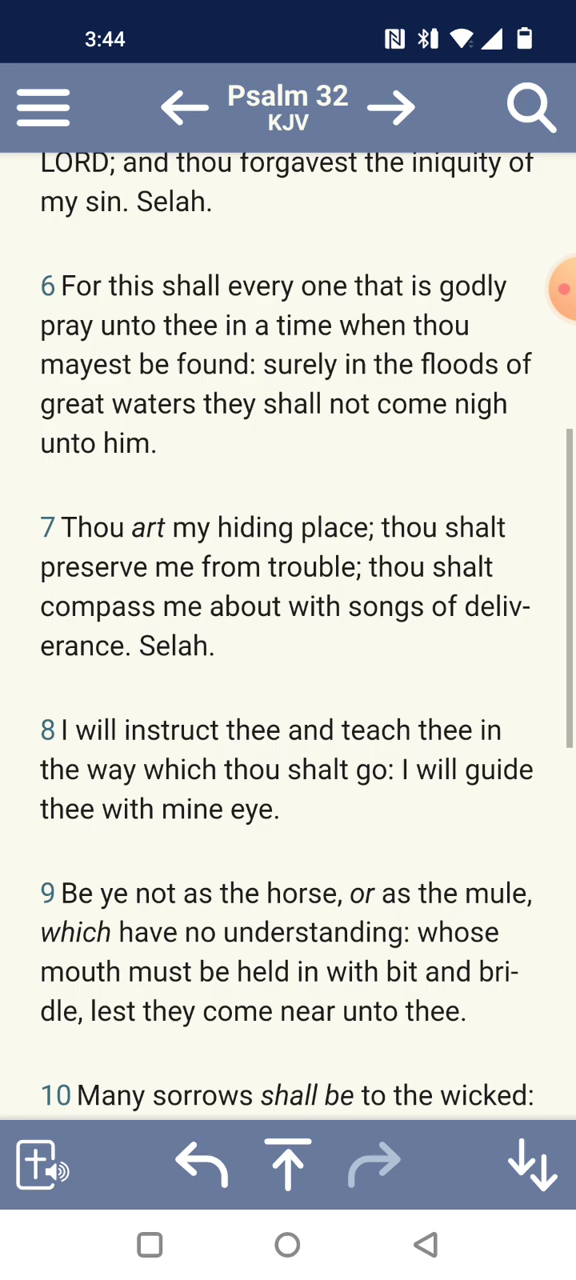 3:44
Psalm 32
KJV
LORD; and thou forgavest the iniquity of
my sin. Selah.
6 For this shall every one that is godly
pray unto thee in a time when thou
mayest be found: surely in the floods of
great waters they shall not come nigh
unto him.
7 Thou art my hiding place; thou shalt
preserve me from trouble; thou shalt
compass me about with songs of deliv-
erance. Selah.
8 I will instruct thee and teach thee in
the way which thou shalt go: I will guide
thee with mine eye.
9 Be ye not as the horse, or as the mule,
which have no understanding: whose
mouth must be held in with bit and bri-
dle, lest they come near unto thee.
10 Many sorrows shall be to the wicked: